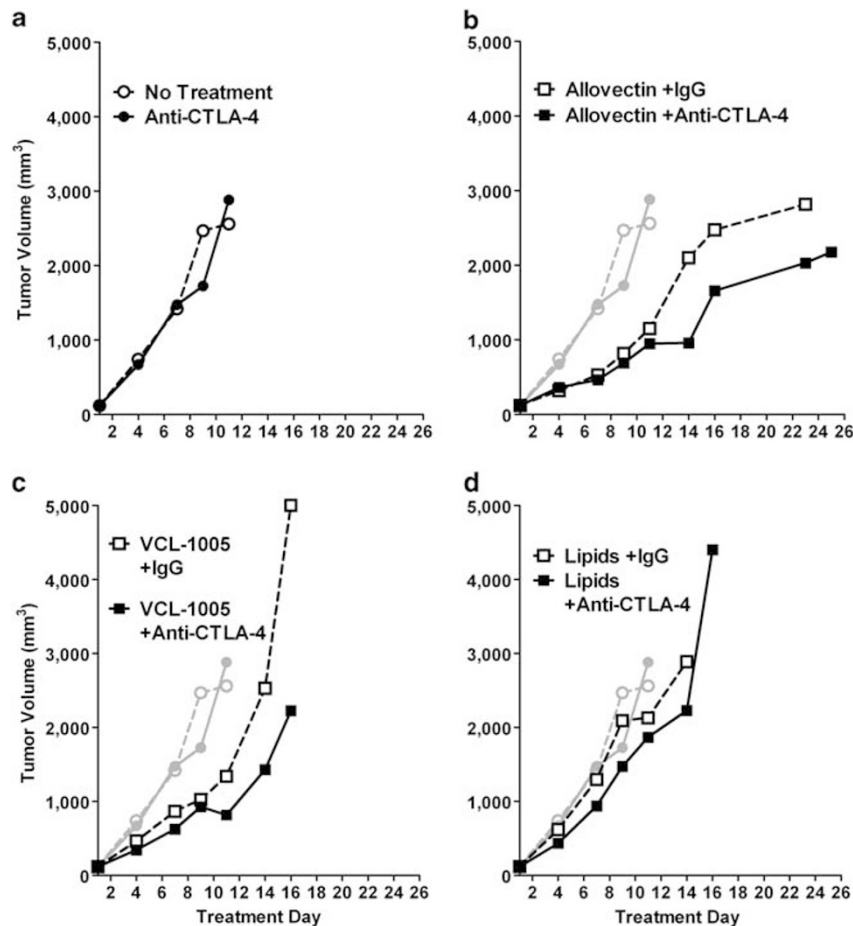 a
5,000
4,000
3,000
2,000
1,000
0
Tumor Volume (mm³)
No Treatment
Anti-CTLA-4
2 4 6 8 10 12 14 16 18 20 22 24 26
b
5,000
4,000
3,000
2,000
1,000
0
Allovectin +IgG
Allovectin +Anti-CTLA-4
2 4 6 8 10 12 14 16 18 20 22 24 26
c
5,000
4,000
3,000
2,000
1,000
0
Tumor Volume (mm³)
VCL-1005
+IgG
VCL-1005
+Anti-CTLA-4
2 4 6 8 10 12 14 16 18 20 22 24 26
Treatment Day
d
5,000
4,000
3,000
2,000
1,000
0
Lipids +IgG
Lipids
+Anti-CTLA-4
2 4 6 8 10 12 14 16 18 20 22 24 26
Treatment Day